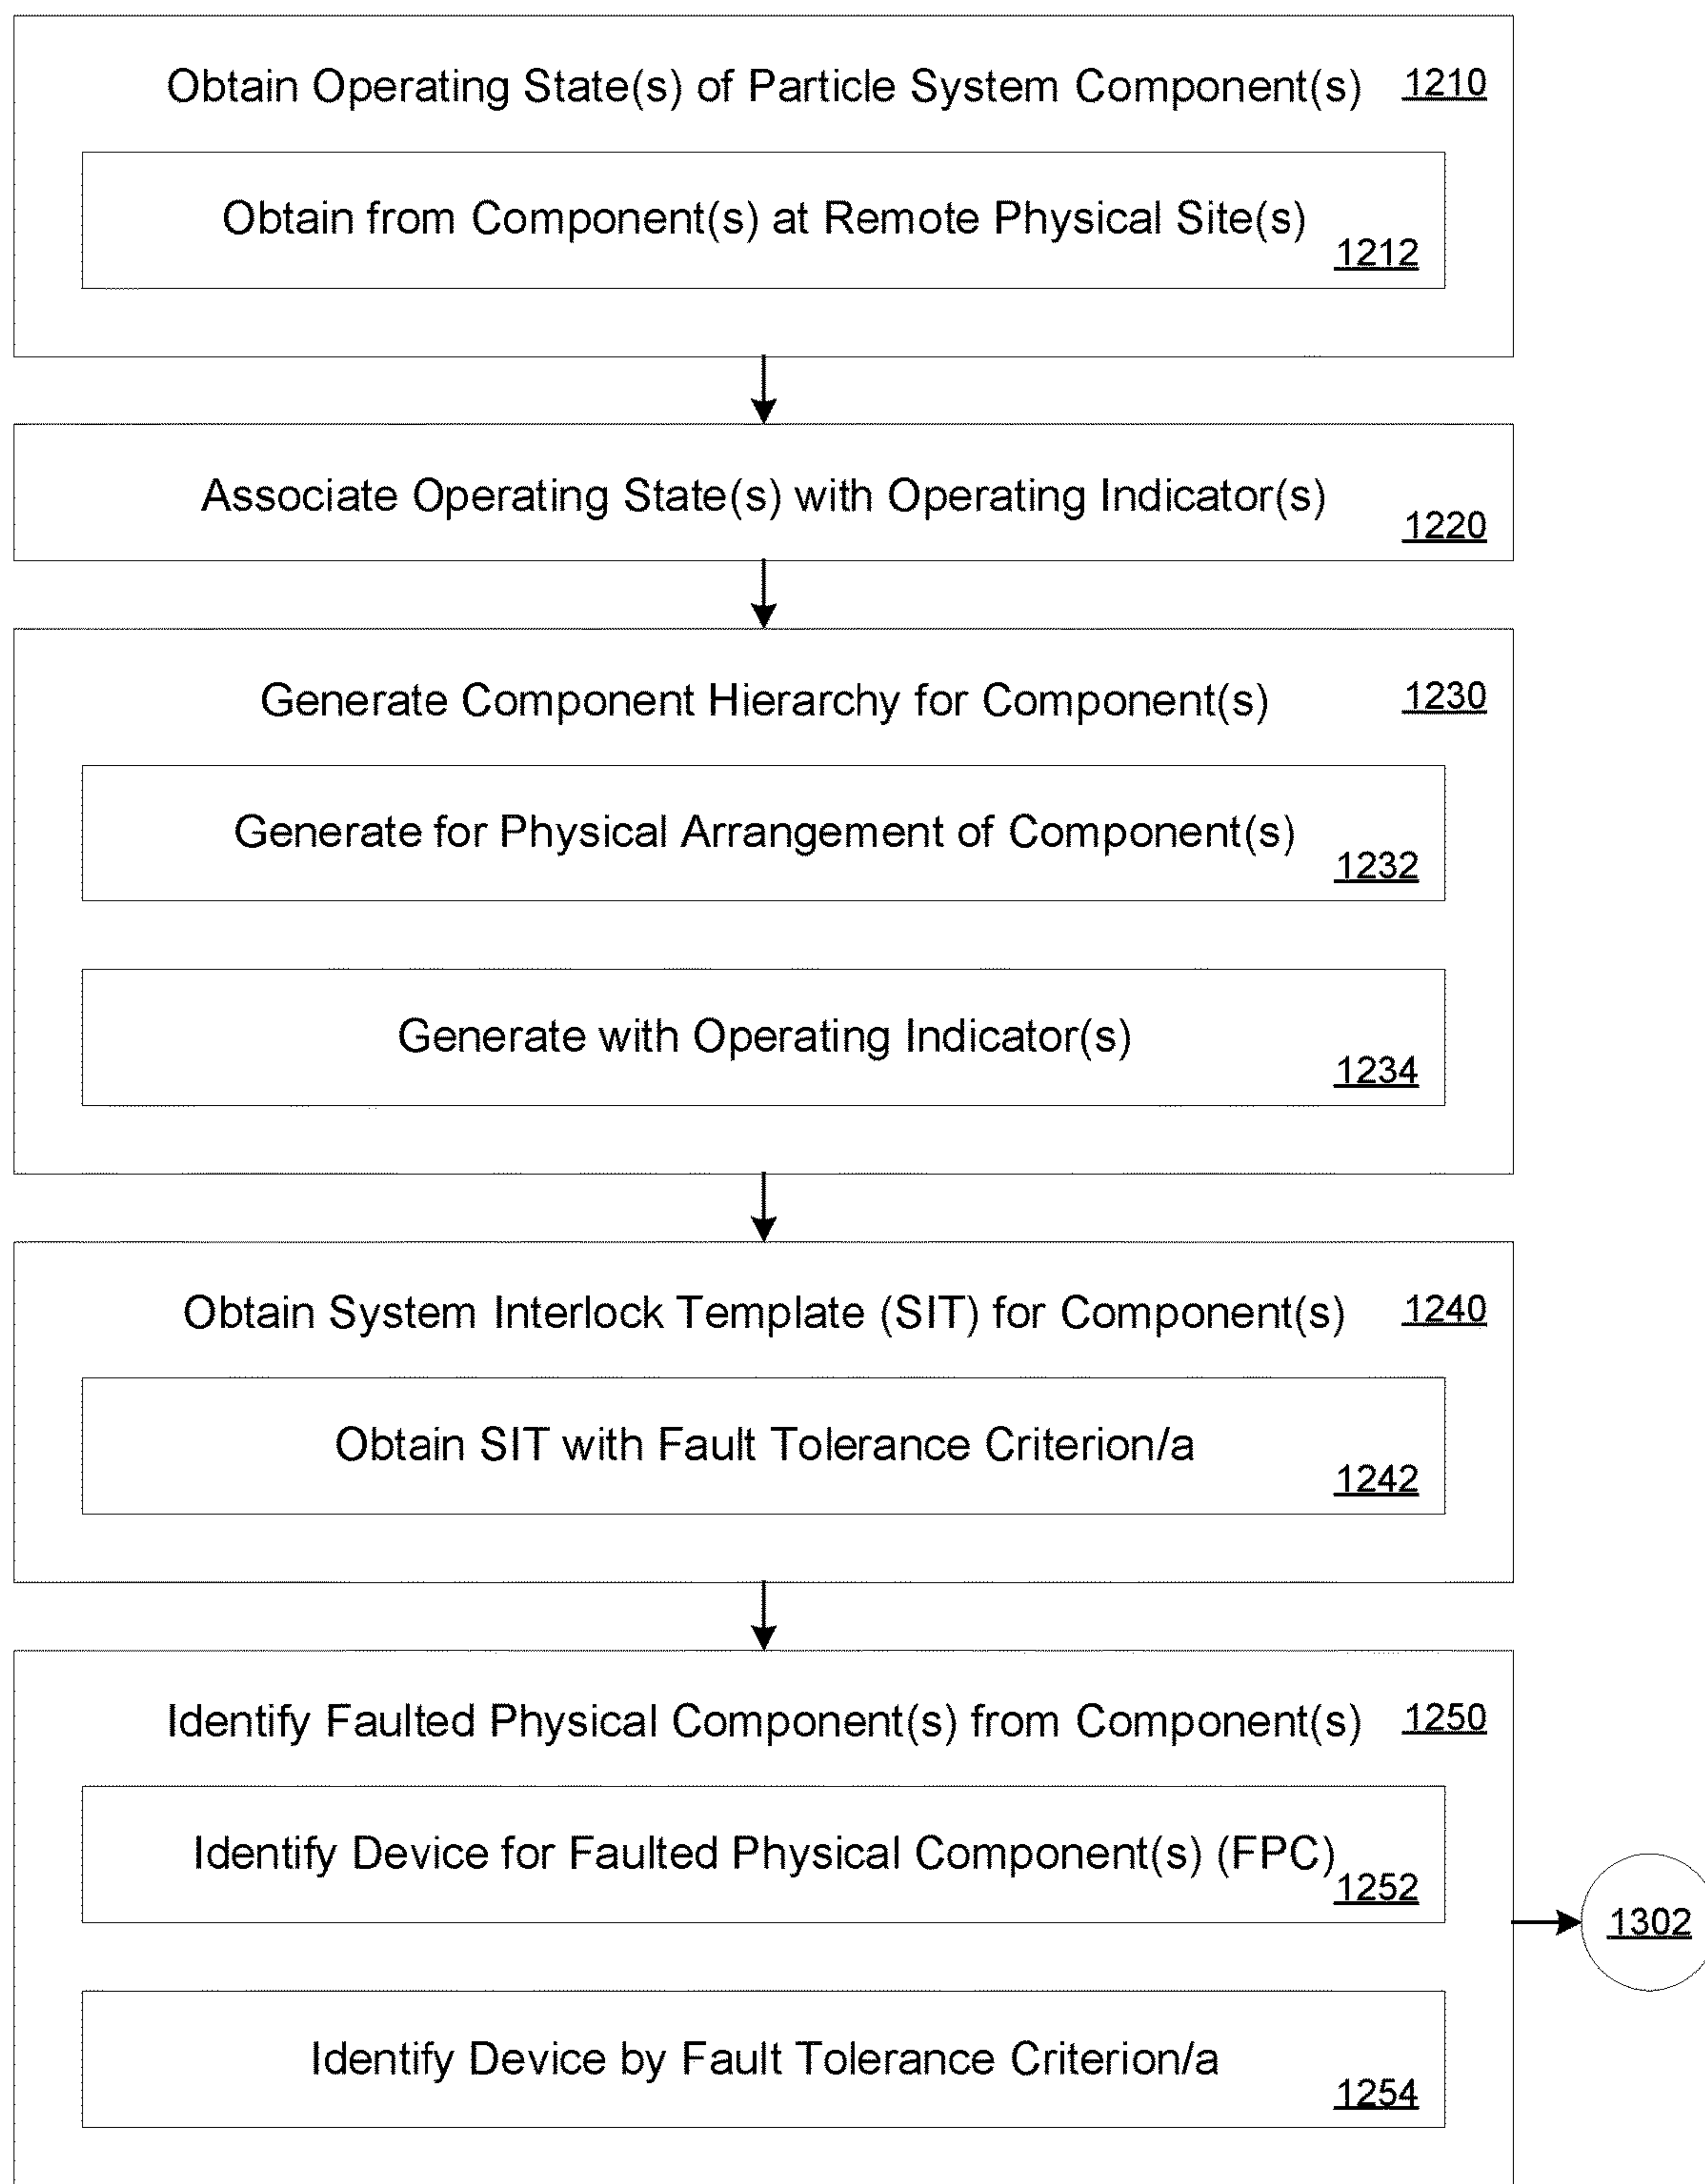 Obtain Operating State(s) of Particle System Component(s) 1210
Obtain from Component(s) at Remote Physical Site(s)
1212
Associate Operating State(s) with Operating Indicator(s)
1220
Generate Component Hierarchy for Component(s) 1230
Generate for Physical Arrangement of Component(s)
1232
Generate with Operating Indicator(s)
1234
Obtain System Interlock Template (SIT) for Component(s) 1240
Obtain SIT with Fault Tolerance Criterion/a
1242
Identify Faulted Physical Component(s) from Component(s) 1250
Identify Device for Faulted Physical Component(s) (FPC)
1252
1302
Identify Device by Fault Tolerance Criterion/a
1254